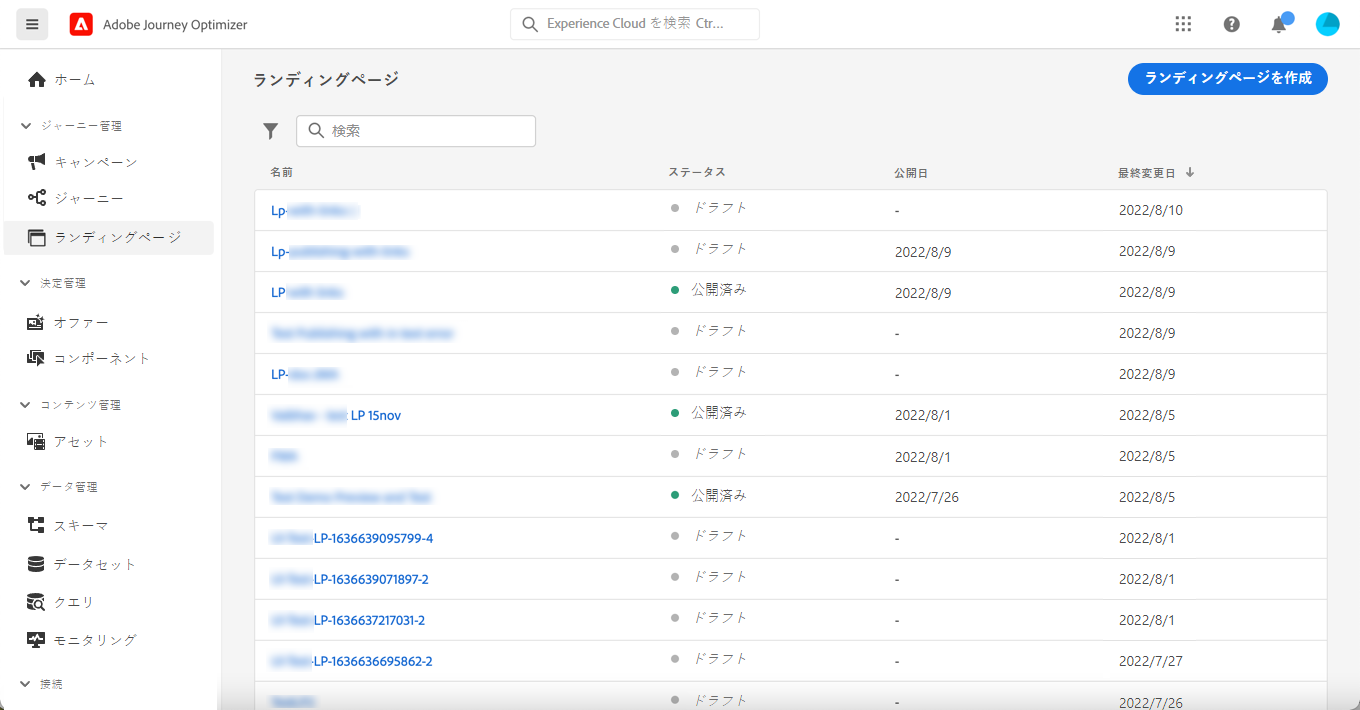 Adobe Journey Optimizer
Experience Cloud を検索 Ctr...
ホーム
ジャーニー管理
キャンペーン
ジャーニー
ランディングページ
決定管理
オファー
コンポーネント
コンテンツ管理
アセット
データ管理
スキーマ
データセット
クエリ
モニタリング
接続
ランディングページ
ランディングページを作成
検索
名前 ステータス 公開日 最終変更日
Lp- ドラフト - 2022/8/10
Lp- ドラフト 2022/8/9 2022/8/9
LP 公開済み 2022/8/9 2022/8/9
ドラフト - 2022/8/9
LP- ドラフト - 2022/8/9
LP 15nov 公開済み 2022/8/1 2022/8/5
ドラフト 2022/8/1 2022/8/5
公開済み 2022/7/26 2022/8/5
LP-1636639095799-4 ドラフト - 2022/8/1
LP-1636639071897-2 ドラフト - 2022/8/1
LP-1636637217031-2 ドラフト - 2022/8/1
LP-1636636695862-2 ドラフト - 2022/7/27
ドラフト - 2022/7/26